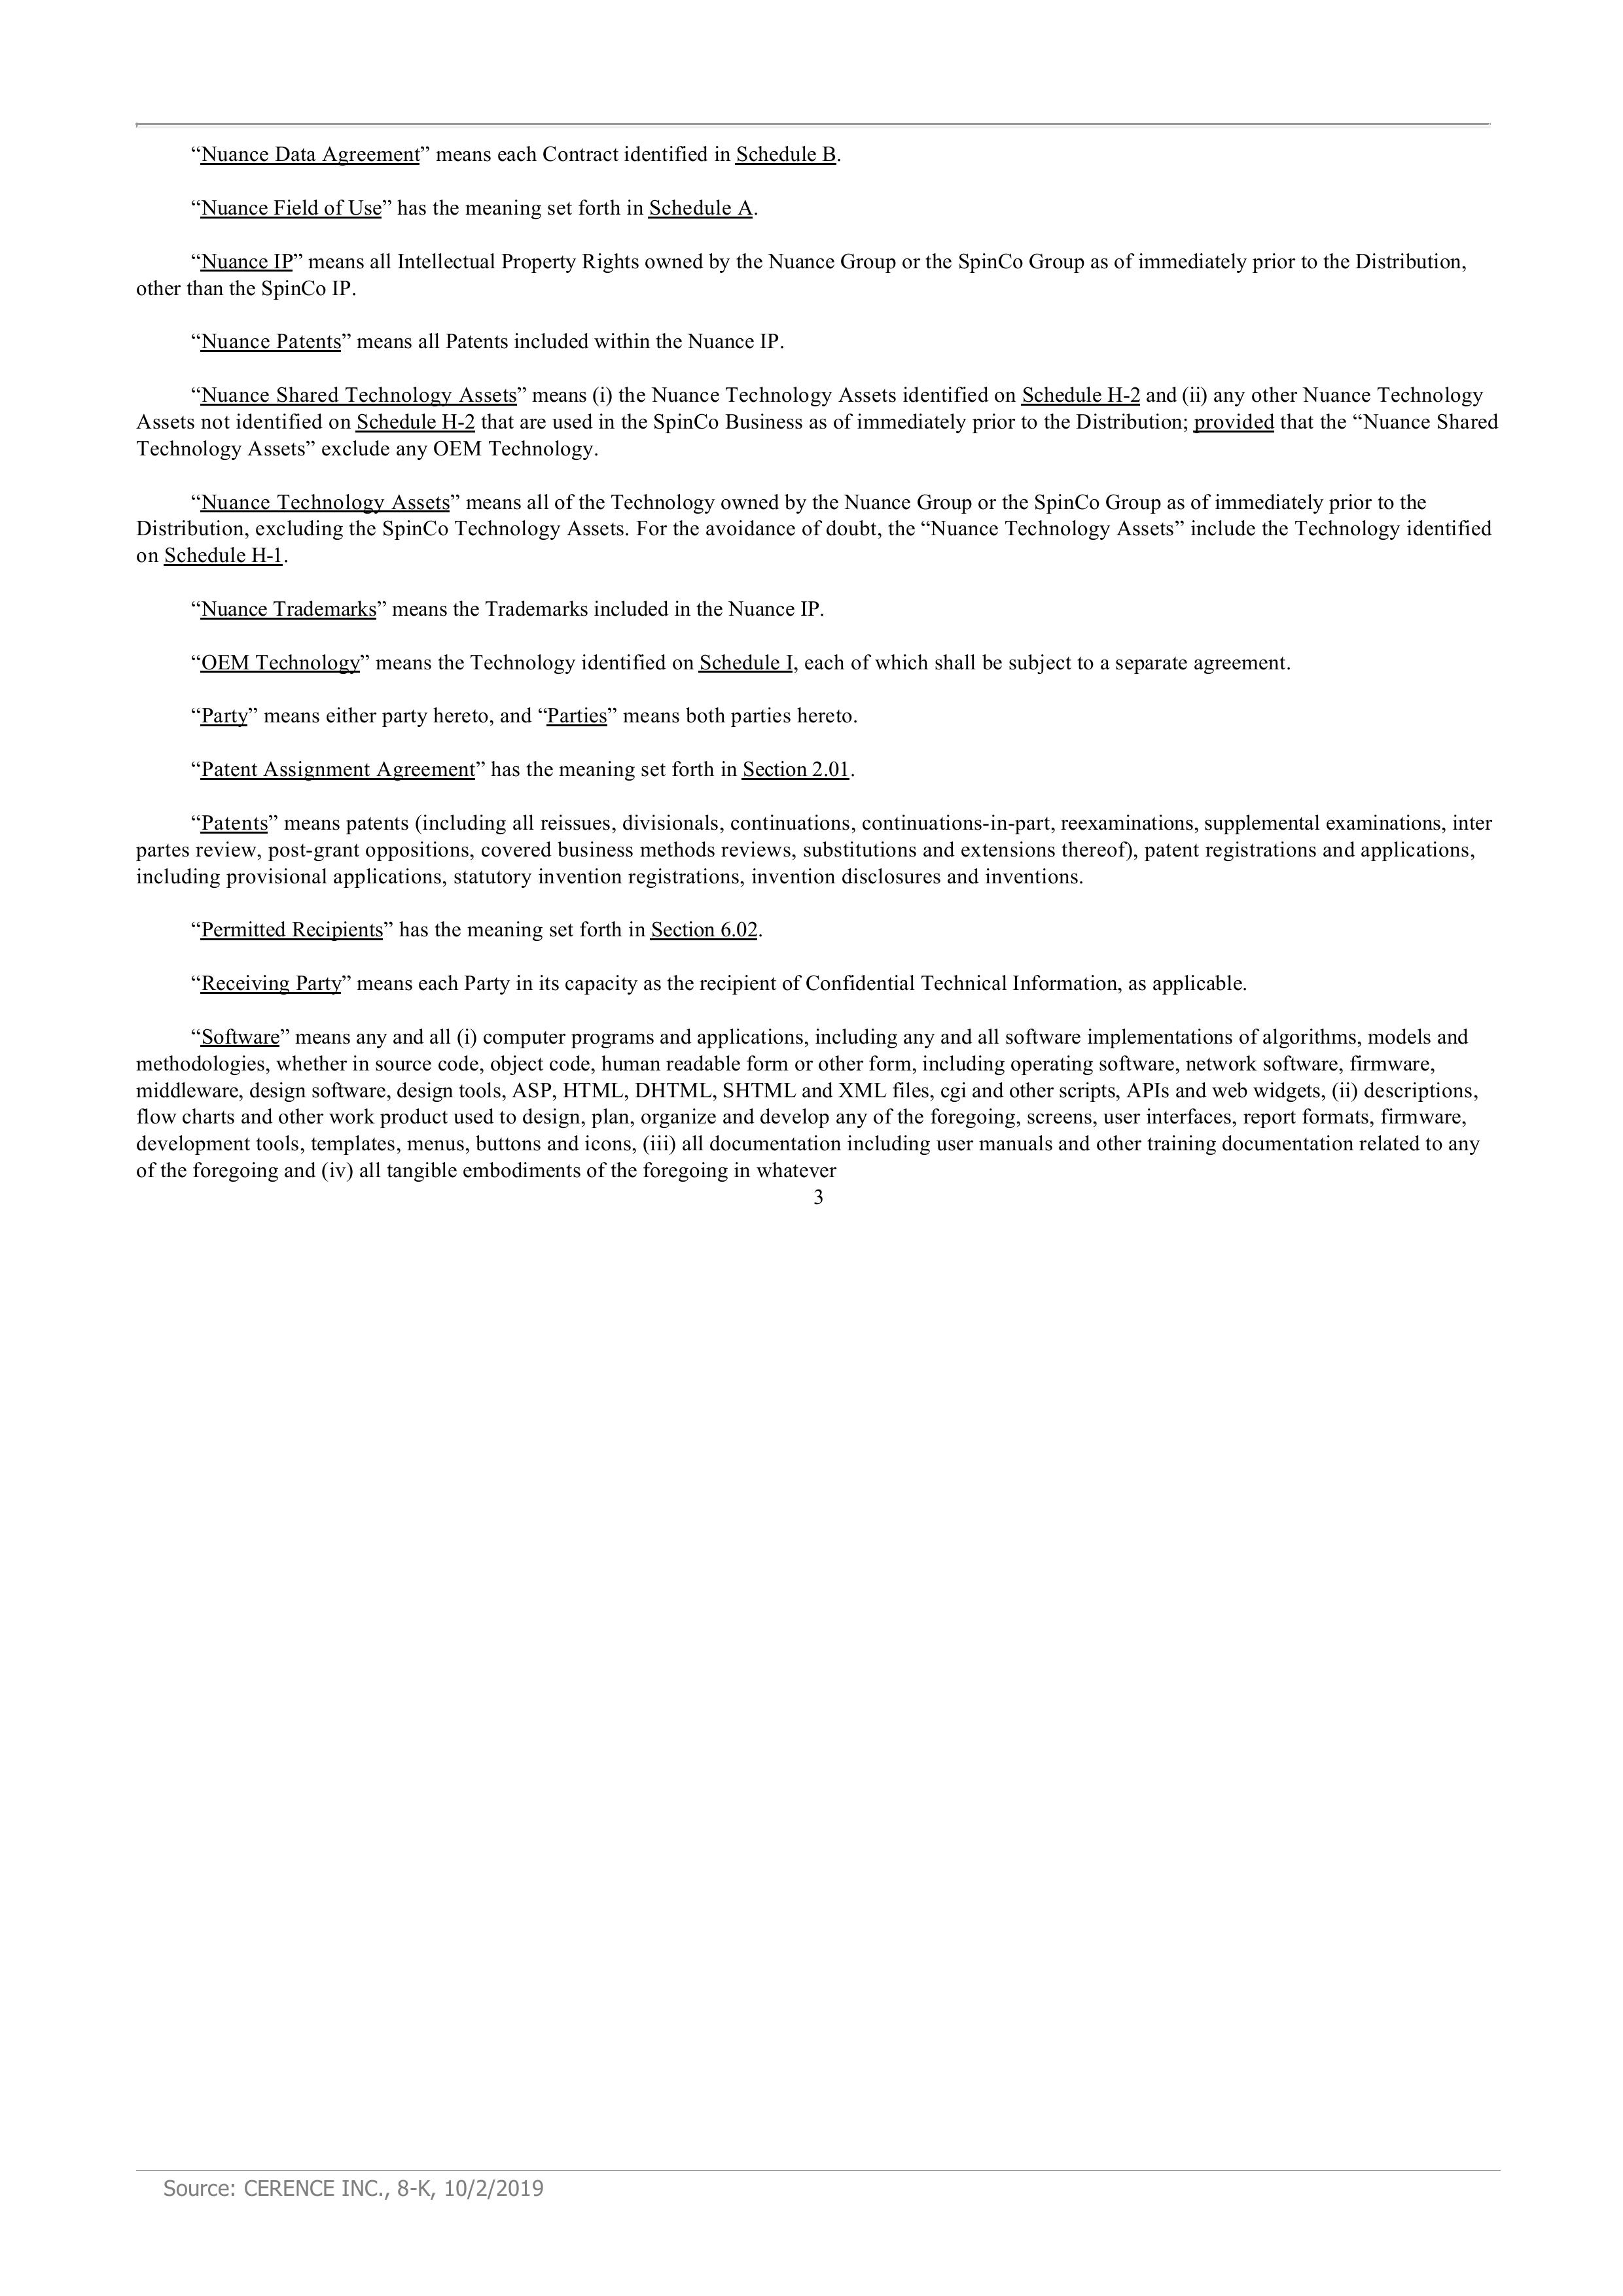 “Nuance Data Agreement” means each Contract identified in Schedule B.
“Nuance Field of Use” has the meaning set forth in Schedule A.
“Nuance IP” means all Intellectual Property Rights owned by the Nuance Group or the SpinCo Group as of immediately prior to the Distribution,
other than the SpinCo IP.
“Nuance Patents” means all Patents included within the Nuance IP.
“Nuance Shared Technology Assets” means (i) the Nuance Technology Assets identified on Schedule H-2 and (ii) any other Nuance Technology
Assets not identified on Schedule H-2 that are used in the SpinCo Business as of immediately prior to the Distribution; provided that the “Nuance Shared
Technology Assets” exclude any OEM Technology.
“Nuance Technology Assets” means all of the Technology owned by the Nuance Group or the SpinCo Group as of immediately prior to the
Distribution, excluding the SpinCo Technology Assets. For the avoidance of doubt, the “Nuance Technology Assets” include the Technology identified
on Schedule H-1.
“Nuance Trademarks” means the Trademarks included in the Nuance IP.
“OEM Technology” means the Technology identified on Schedule I, each of which shall be subject to a separate agreement.
“Party” means either party hereto, and “Parties” means both parties hereto.
“Patent Assignment Agreement” has the meaning set forth in Section 2.01.
“Patents” means patents (including all reissues, divisionals, continuations, continuations-in-part, reexaminations, supplemental examinations, inter
partes review, post-grant oppositions, covered business methods reviews, substitutions and extensions thereof), patent registrations and applications,
including provisional applications, statutory invention registrations, invention disclosures and inventions.
“Permitted Recipients” has the meaning set forth in Section 6.02.
“Receiving Party” means each Party in its capacity as the recipient of Confidential Technical Information, as applicable.
“Software” means any and all (i) computer programs and applications, including any and all software implementations of algorithms, models and
methodologies, whether in source code, object code, human readable form or other form, including operating software, network software, firmware,
middleware, design software, design tools, ASP, HTML, DHTML, SHTML and XML files, cgi and other scripts, APIs and web widgets, (ii) descriptions,
flow charts and other work product used to design, plan, organize and develop any of the foregoing, screens, user interfaces, report formats, firmware,
development tools, templates, menus, buttons and icons, (iii) all documentation including user manuals and other training documentation related to any
of the foregoing and (iv) all tangible embodiments of the foregoing in whatever
3
Source: CERENCE INC., 8-K, 10/2/2019